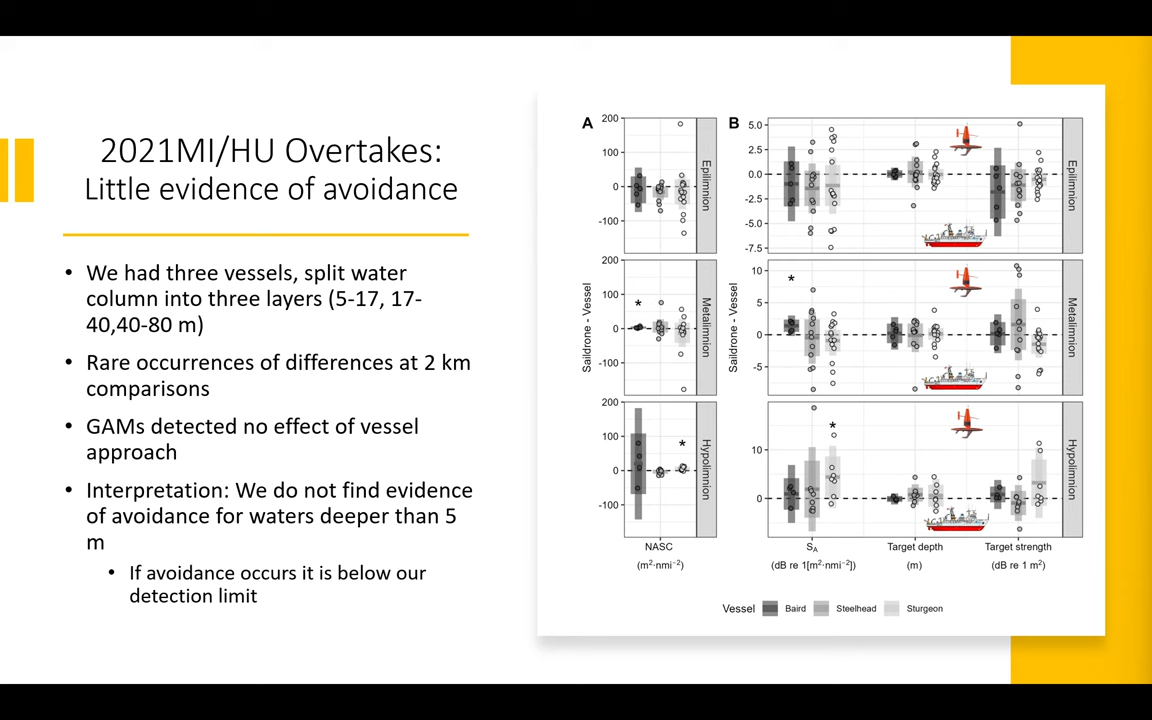 2021MI/HU Overtakes:
Little evidence of avoidance
• We had three vessels, split water
column into three layers (5-17, 17-
40,40-80 m)
• Rare occurrences of differences at 2 km
comparisons
• GAMs detected no effect of vessel
approach
• Interpretation: We do not find evidence
of avoidance for waters deeper than 5
m
• If avoidance occurs it is below our
detection limit
A
B
Saildrone - Vessel
200
100
0
-100
200
100
0
-100
200
100
0
-100
*
*
Epilimnion
Metalimnion
Hypolimnion
NASC
(m²·nmi⁻²)
Saildrone - Vessel
5.0
2.5
0.0
-2.5
-5.0
-7.5
10
5
0
-5
10
0
*
*
Epilimnion
Metalimnion
Hypolimnion
S_A
(dB re 1[m²·nmi⁻²])
Target depth
(m)
Target strength
(dB re 1 m²)
Vessel Baird Steelhead Sturgeon